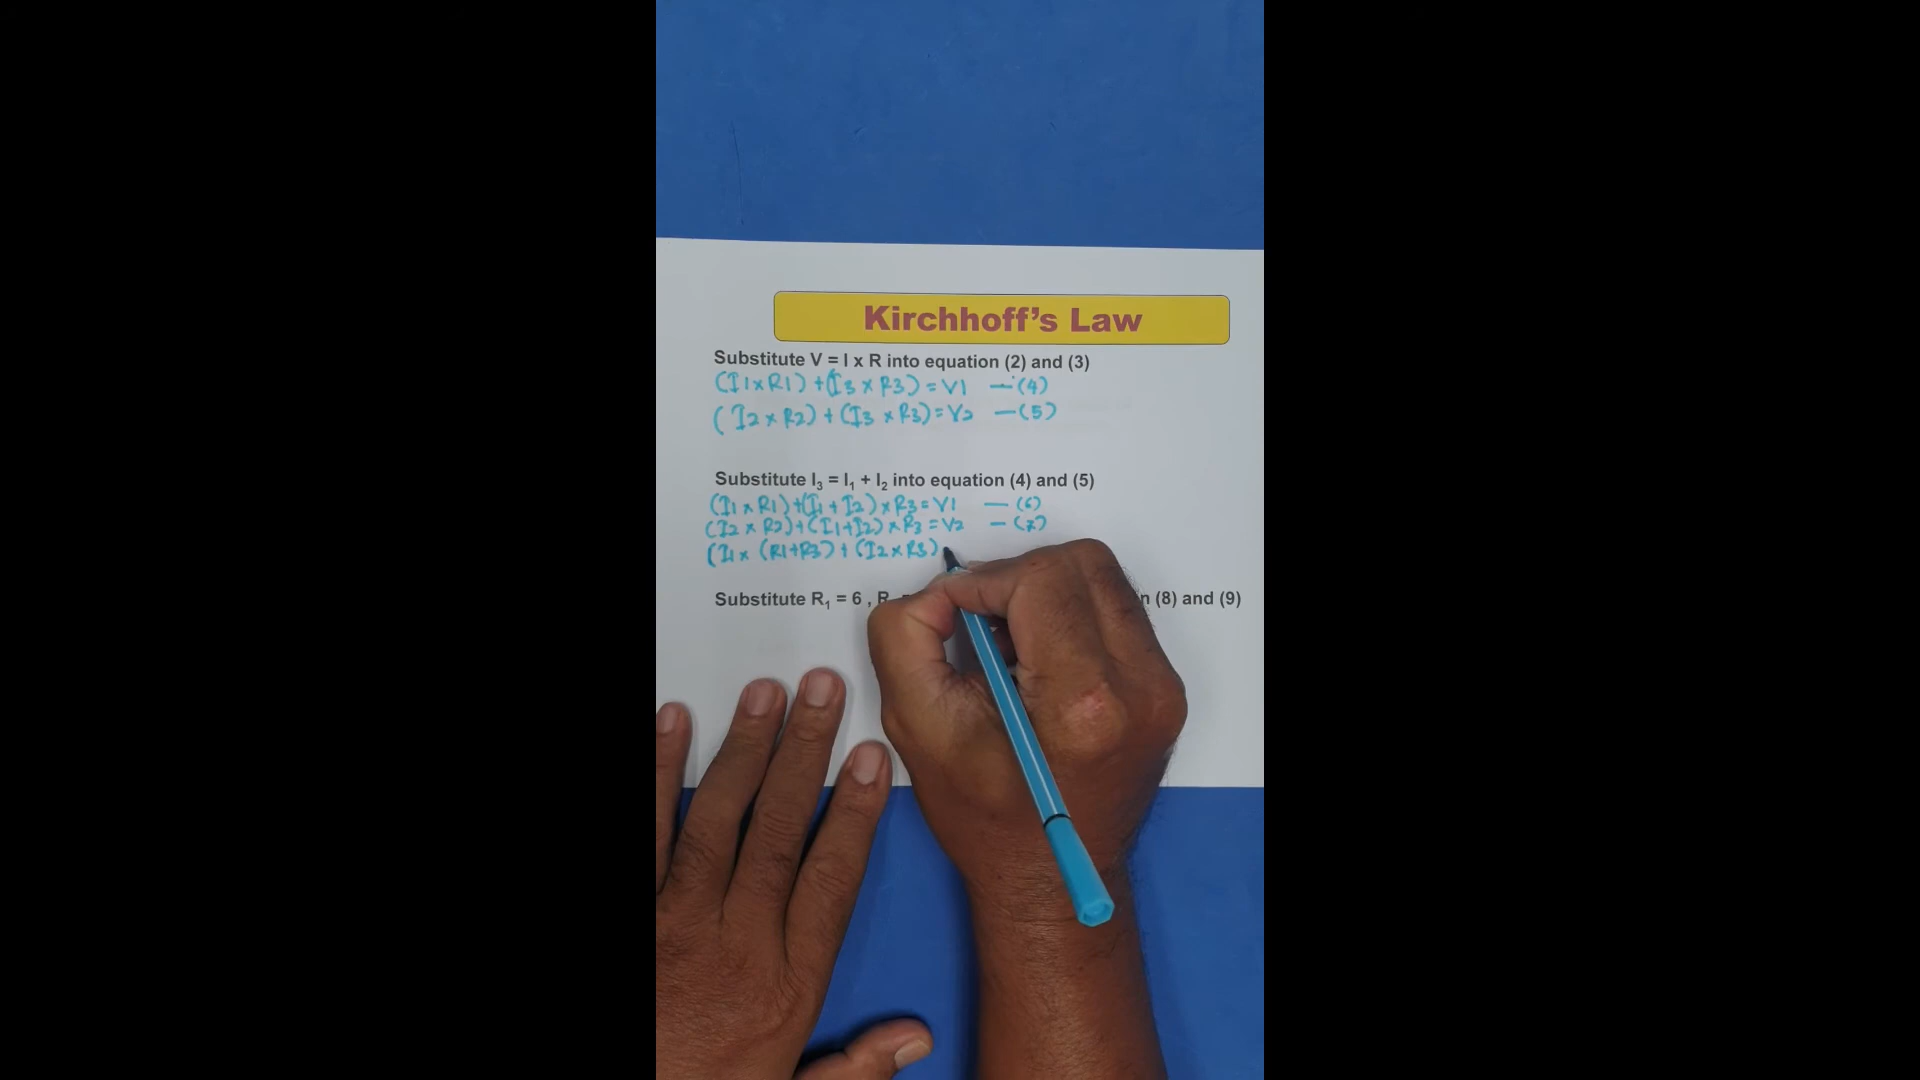 Kirchhoff's Law
Substitute V = I x R into equation (2) and (3)
(I1×R1) + (I3 × R3) = V1 — (4)
(I2 × R2) + (I3 × R3) = V2 — (5)
Substitute I₃ = I₁ + I₂ into equation (4) and (5)
(I1 × R1) + (I1 + I2) × R3 = V1 — (6)
(I2 × R2) + (I1+I2) × R3 = V2 — (7)
(I1 × (R1+R3) + (I2 × R3)
Substitute R₁ = 6 , R (8) and (9)